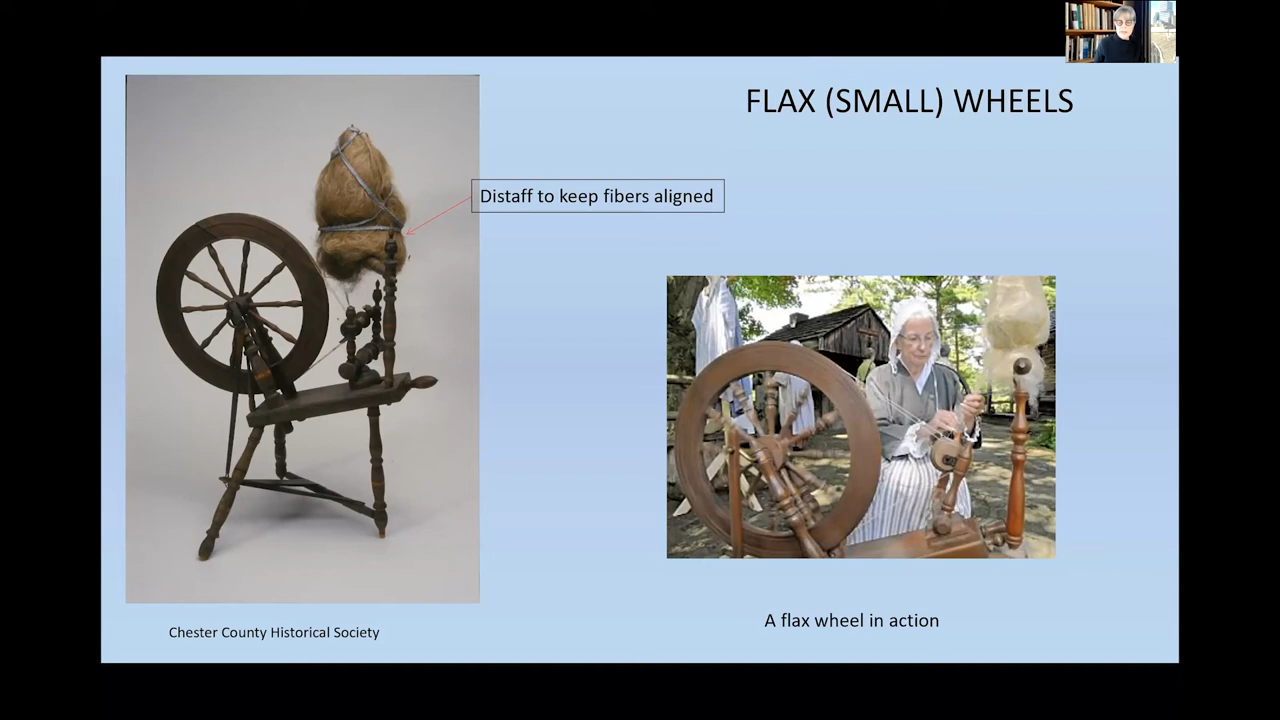 FLAX (SMALL) WHEELS
Distaff to keep fibers aligned
Chester County Historical Society
A flax wheel in action